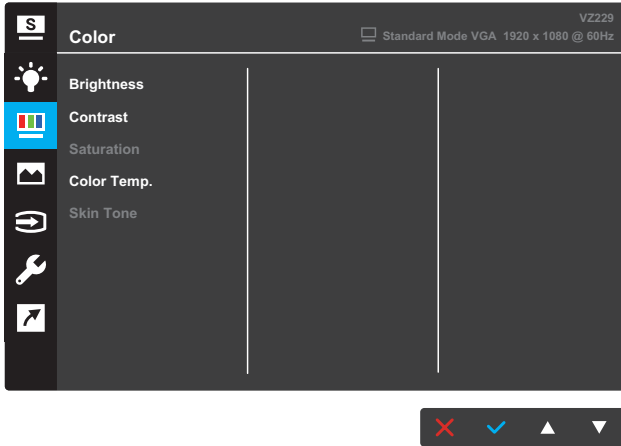 S
VZ229
Color
Standard Mode VGA 1920 x 1080 @ 60Hz
Brightness
Contrast
Saturation
Color Temp.
Skin Tone